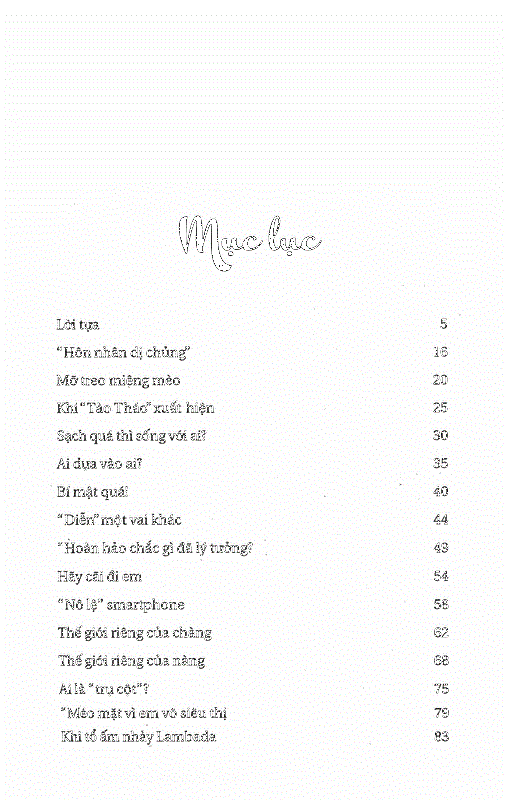 Mục lục
Lời tựa 5
“Hôn nhân dị chủng” 16
Mỡ treo miệng mèo 20
Khi “Tào Tháo” xuất hiện 25
Sạch quá thì sống với ai? 30
Ai dựa vào ai? 35
Bí mật quái 40
“Diễn” một vai khác 44
“Hoàn hảo chắc gì đã lý tưởng? 49
Hãy cãi đi em 54
“Nô lệ” smartphone 58
Thế giới riêng của chàng 62
Thế giới riêng của nàng 68
Ai là “trụ cột”? 75
“Méo mặt vì em vô siêu thị 79
Khi tổ ấm nhảy Lambada 83